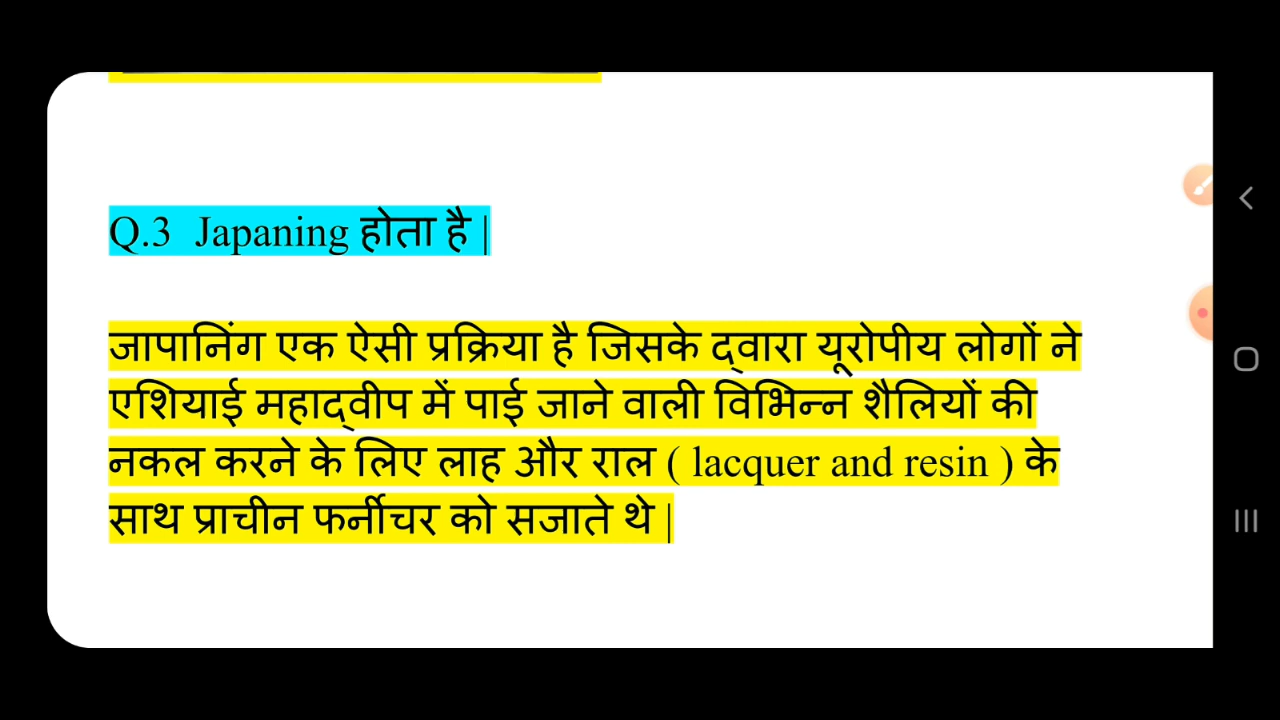 Q.3 Japaning होता है |
जापानिंग एक ऐसी प्रक्रिया है जिसके द्वारा यूरोपीय लोगों ने
एशियाई महाद्वीप में पाई जाने वाली विभिन्न शैलियों की
नकल करने के लिए लाह और राल ( lacquer and resin ) के
साथ प्राचीन फर्नीचर को सजाते थे |